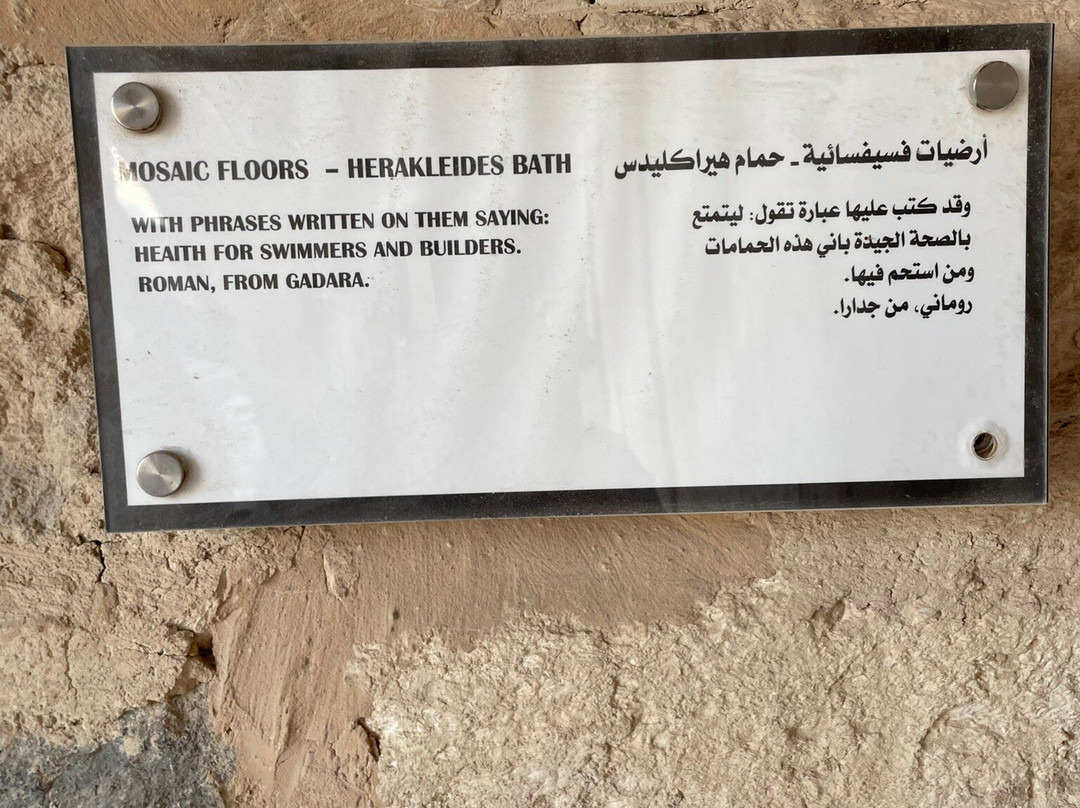 MOSAIC FLOORS – HERAKLEIDES BATH
WITH PHRASES WRITTEN ON THEM SAYING:
HEAITH FOR SWIMMERS AND BUILDERS.
ROMAN, FROM GADARA.
أرضيات فسيفسائية - حمام هيراكليدس
وقد كتب عليها عبارة تقول: ليتمتع
بالصحة الجيدة باني هذه الحمامات
ومن استحم فيها.
روماني، من جدارا.